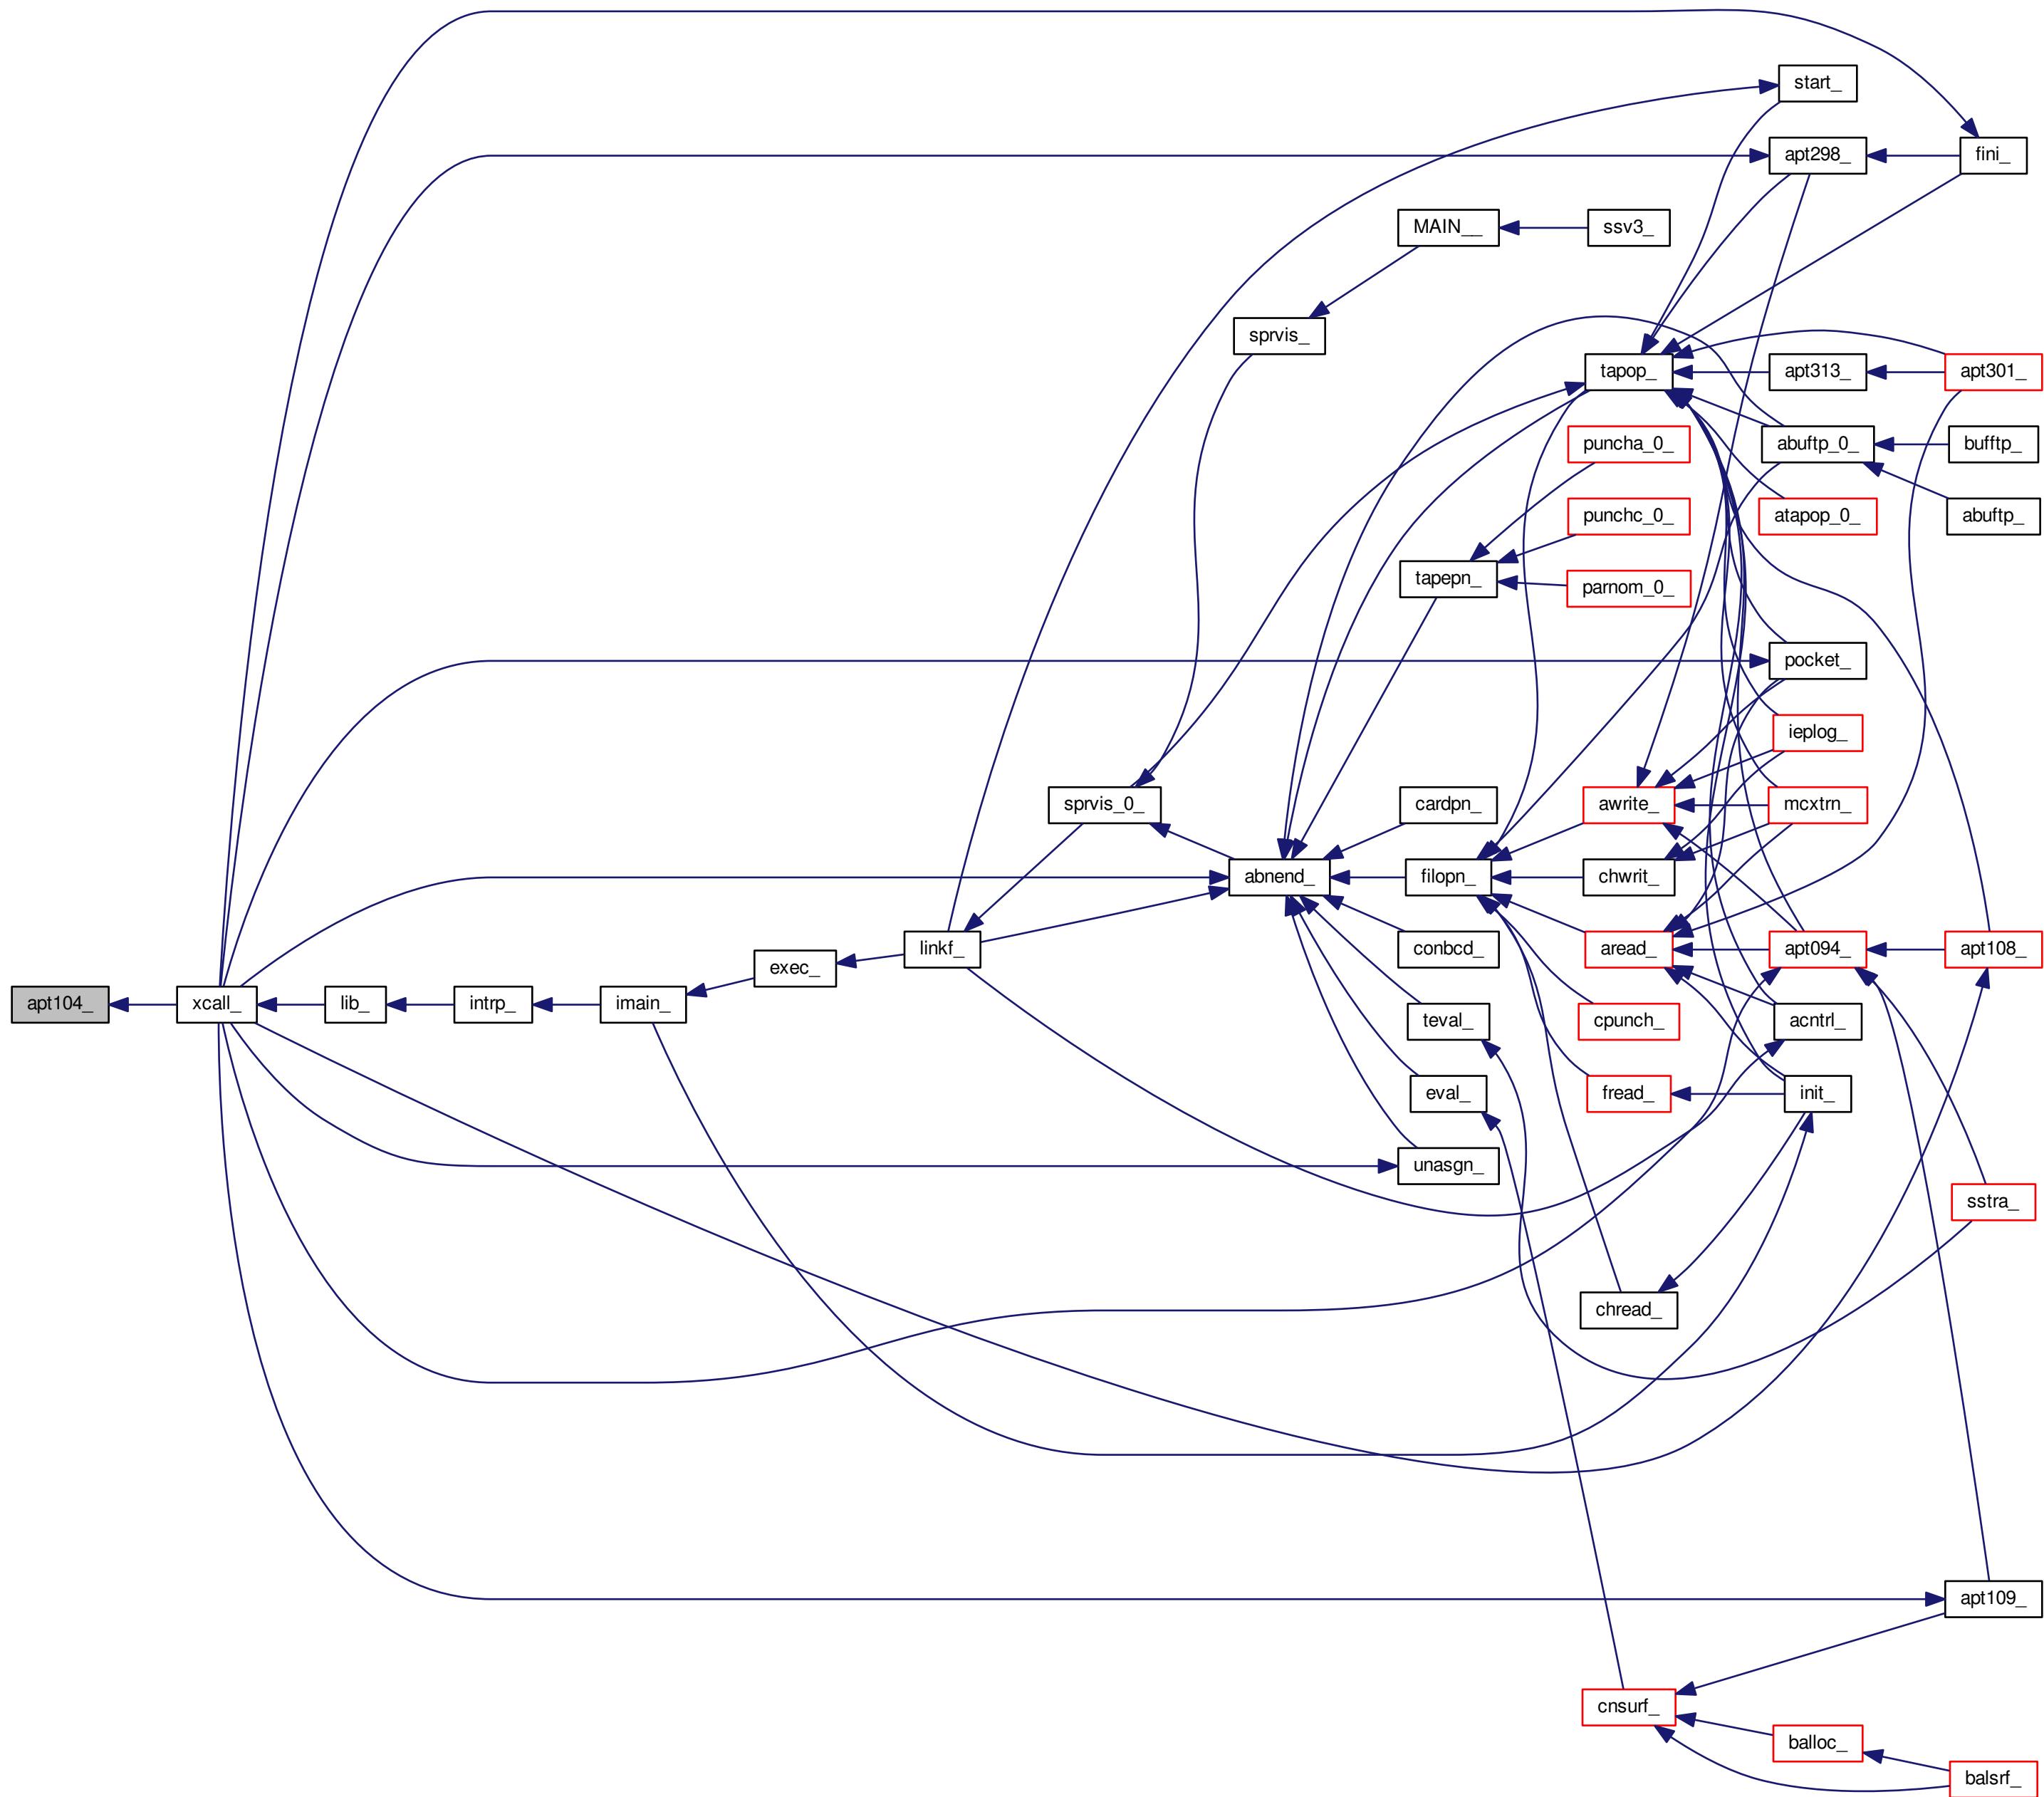 start_
apt298_
fini_
MAIN__
ssv3_
sprvis_
tapop_
apt313_
apt301_
puncha_0_
abuftp_0_
bufftp_
punchc_0_
atapop_0_
abuftp_
tapepn_
parnom_0_
pocket_
ieplog_
sprvis_0_
cardpn_
awrite_
mcxtrn_
abnend_
filopn_
chwrit_
linkf_
conbcd_
aread_
apt094_
apt108_
exec_
apt104_
xcall_
lib_
intrp_
imain_
teval_
cpunch_
acntrl_
eval_
fread_
init_
unasgn_
sstra_
chread_
apt109_
cnsurf_
balloc_
balsrf_